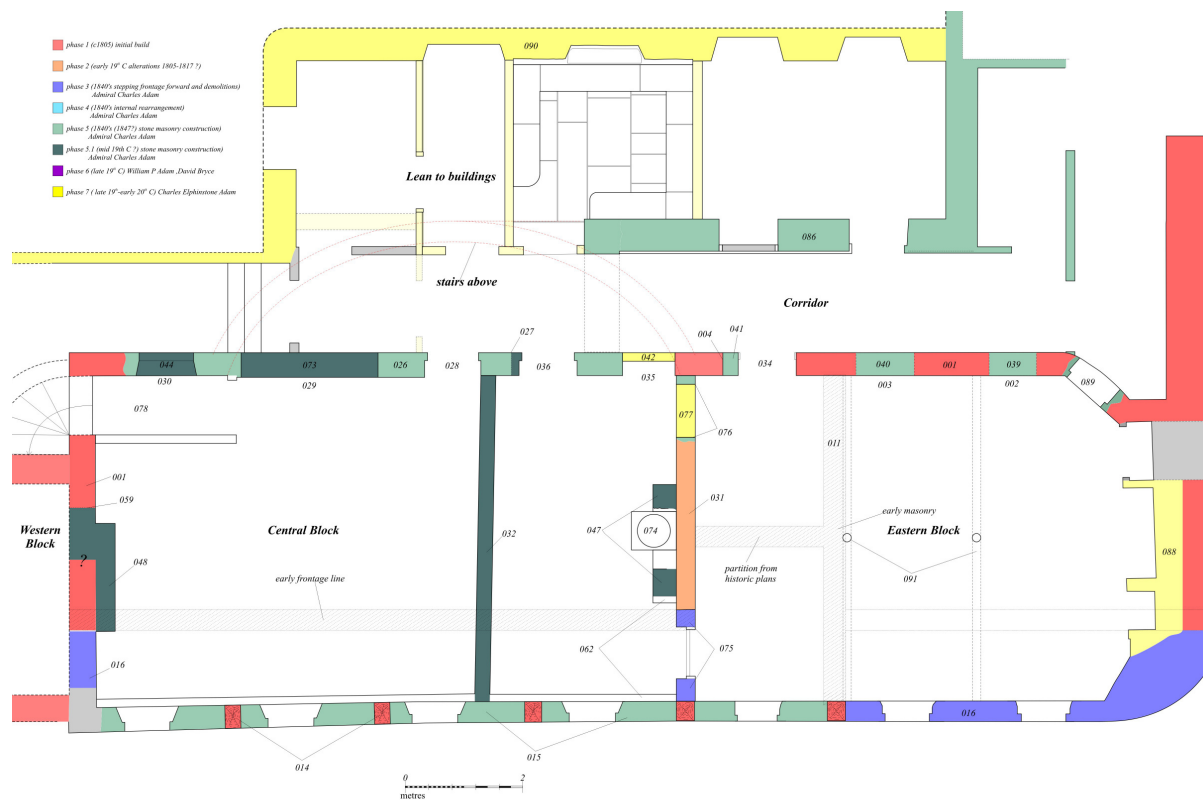 phase 1 (c1805) initial build
phase 2 (early 19° C alterations 1805-1817 ?)
phase 3 (1840's stepping frontage forward and demolitions)
Admiral Charles Adam
phase 4 (1840's internal rearrangement)
Admiral Charles Adam
phase 5 (1840's (1847?) stone masonry construction)
Admiral Charles Adam
phase 5.1 (mid 19th C ?) stone masonry construction)
Admiral Charles Adam
phase 6 (late 19° C) William P Adam ,David Bryce
phase 7 ( late 19°-early 20° C) Charles Elphinstone Adam
090
Lean to buildings
086
stairs above
Corridor
027
004
041
044
073
026
028
036
042
034
040
001
039
030
029
035
003
002
089
078
077
076
011
001
031
059
early masonry
Western
Block
Central Block
032
047
074
Eastern Block
088
?
048
early frontage line
partition from
historic plans
091
016
062
075
016
014
015
0
2
metres